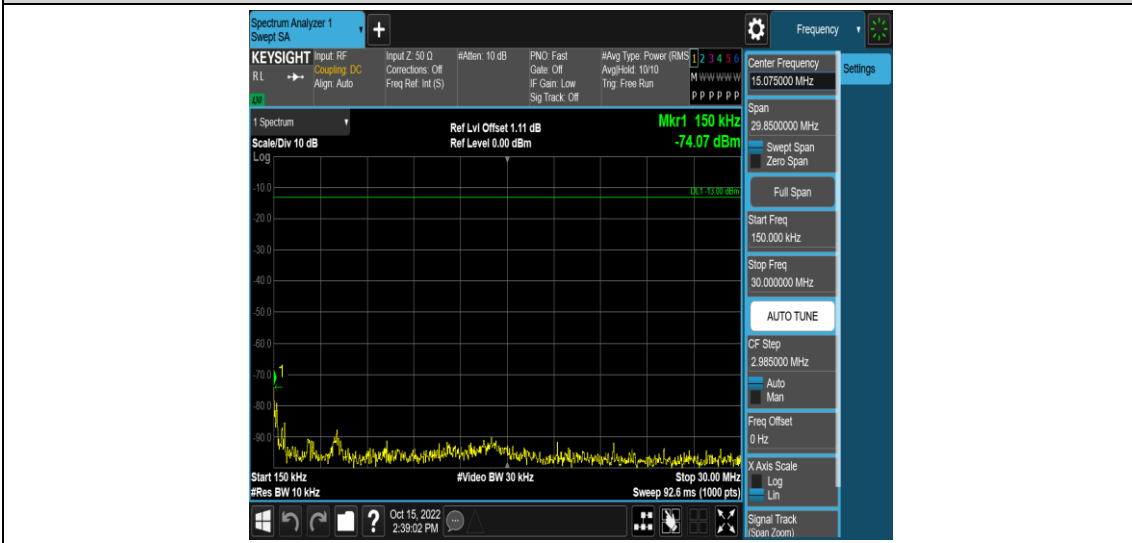 Spectrum Analyzer 1
Swept SA
+
Frequency
KEYSIGHT
R L
LXI
Input: RF
Coupling: DC
Align: Auto
Input Z: 50 Ω
Corrections: Off
Freq Ref: Int (S)
#Atten: 10 dB
PNO: Fast
Gate: Off
IF Gain: Low
Sig Track: Off
#Avg Type: Power (RMS
Avg|Hold: 10/10
Trig: Free Run
1 2 3 4 5 6
M W W W W W
P P P P P P
1 Spectrum
Scale/Div 10 dB
Log
Ref Lvl Offset 1.11 dB
Ref Level 0.00 dBm
Mkr1 150 kHz
-74.07 dBm
DL1 -13.00 dBm
-10.0
-20.0
-30.0
-40.0
-50.0
-60.0
-70.0
1
-80.0
-90.0
Start 150 kHz
#Res BW 10 kHz
#Video BW 30 kHz
Stop 30.00 MHz
Sweep 92.6 ms (1000 pts)
Center Frequency
15.075000 MHz
Span
29.8500000 MHz
Swept Span
Zero Span
Full Span
Start Freq
150.000 kHz
Stop Freq
30.000000 MHz
AUTO TUNE
CF Step
2.985000 MHz
Auto
Man
Freq Offset
0 Hz
X Axis Scale
Log
Lin
Signal Track
(Span Zoom)
Settings
?
Oct 15, 2022
2:39:02 PM